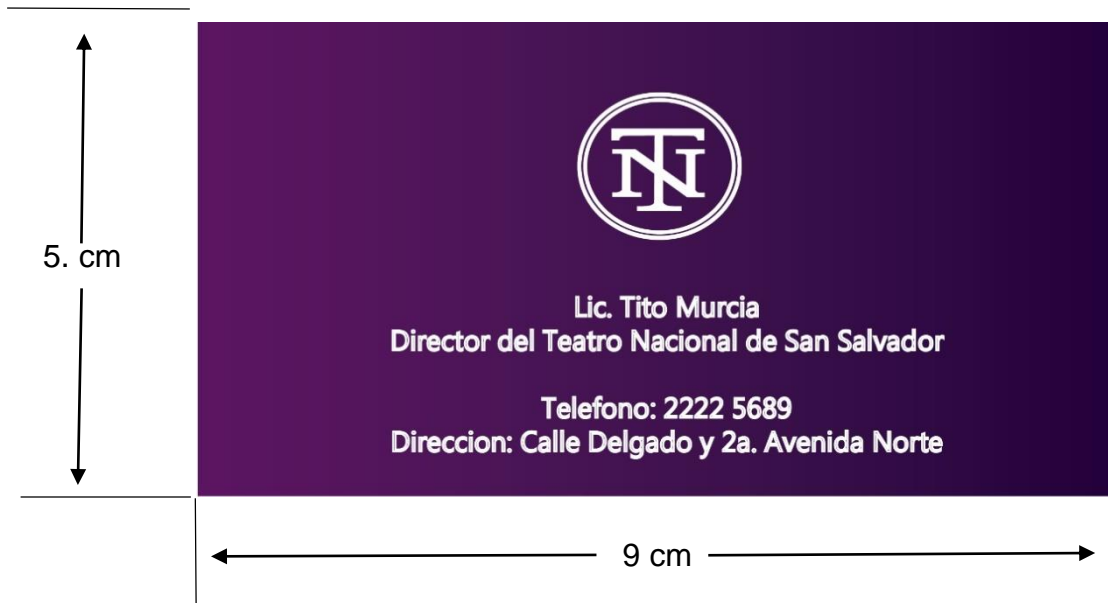 TN
Lic. Tito Murcia
Director del Teatro Nacional de San Salvador
Telefono: 2222 5689
Direccion: Calle Delgado y 2a. Avenida Norte
5. cm
9 cm